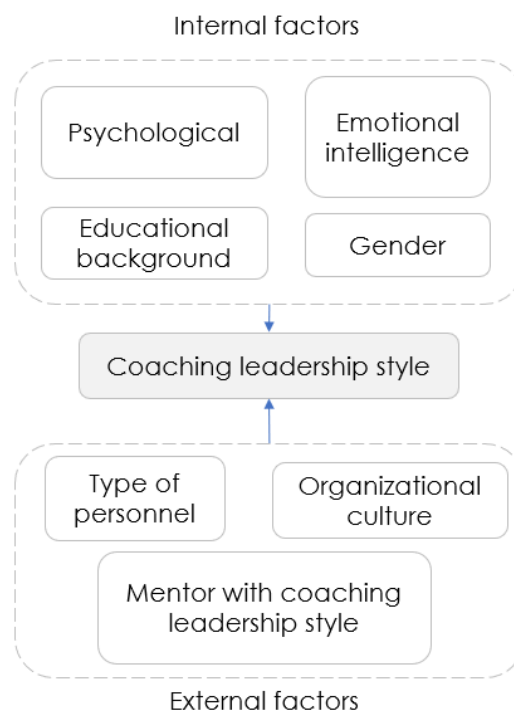 Internal factors
Psychological
Emotional
intelligence
Educational
background
Gender
Coaching leadership style
Type of
personnel
Organizational
culture
Mentor with coaching
leadership style
External factors